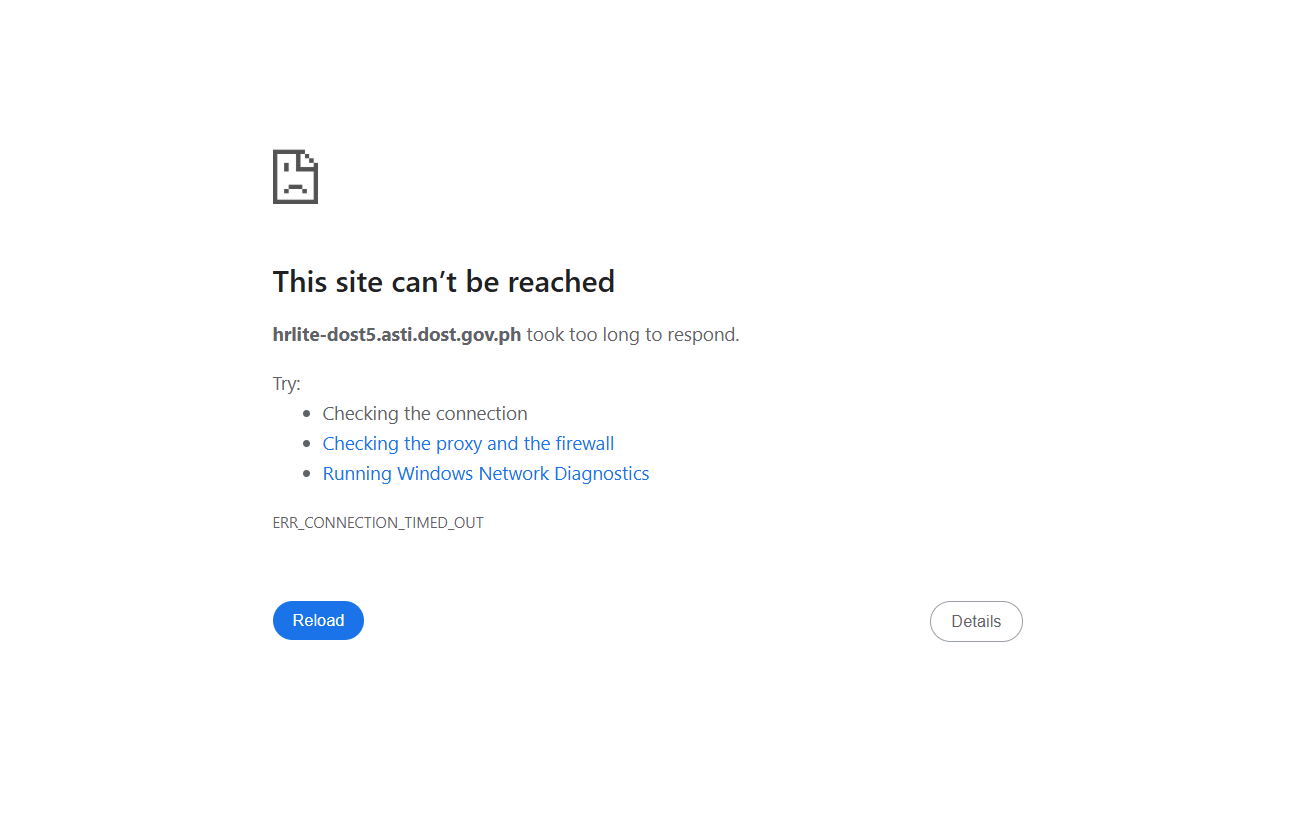 This site can’t be reached
hrlite-dost5.asti.dost.gov.ph took too long to respond.
Try:
Checking the connection
Checking the proxy and the firewall
Running Windows Network Diagnostics
ERR_CONNECTION_TIMED_OUT
Reload
Details